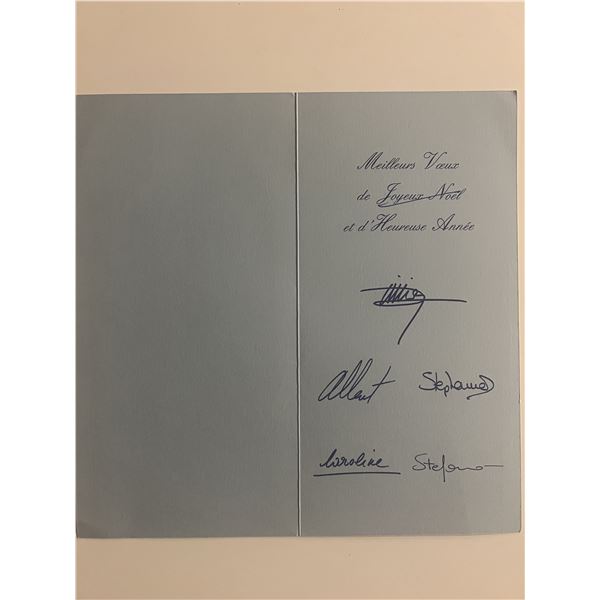 Meilleurs Vœux
de Joyeux Noël
et d'Heureuse Année
Albert Stephanie
Caroline Stefano